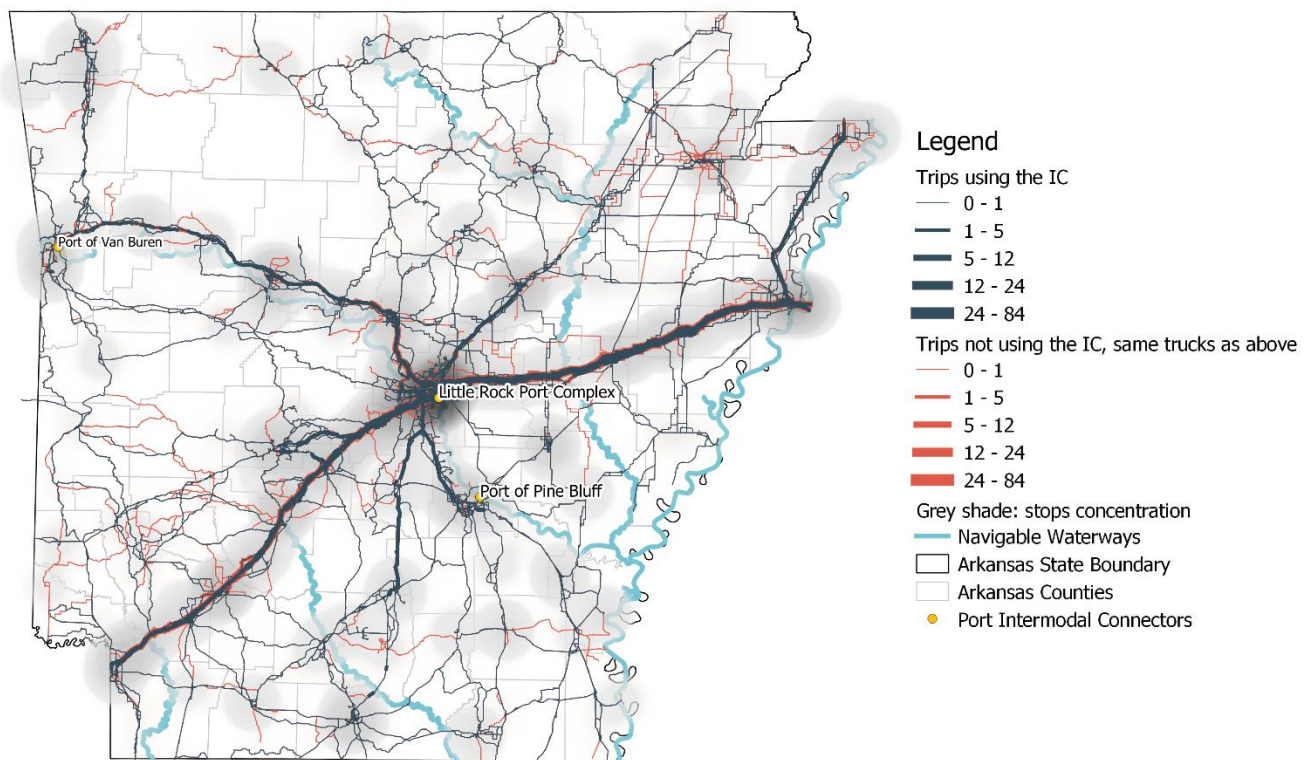 Port of Van Buren
Little Rock Port Complex
Port of Pine Bluff
Legend
Trips using the IC
0 - 1
1 - 5
5 - 12
12 - 24
24 - 84
Trips not using the IC, same trucks as above
0 - 1
1 - 5
5 - 12
12 - 24
24 - 84
Grey shade: stops concentration
Navigable Waterways
Arkansas State Boundary
Arkansas Counties
Port Intermodal Connectors